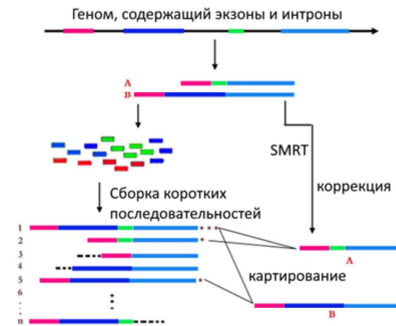 Геном, содержащий экзоны и интроны
A
B
SMRT
коррекция
Сборка коротких
последовательностей
1
* * *
2
*
3
4
5
*
6
A
картирование
B
n